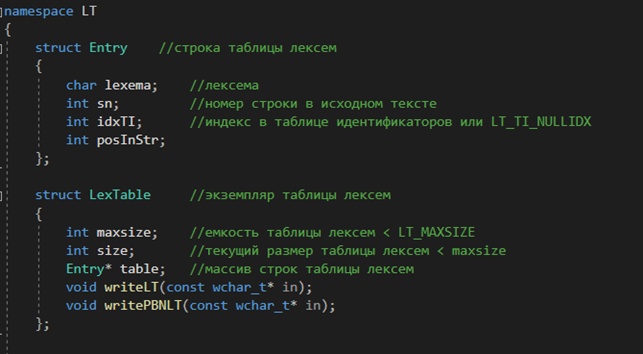 namespace LT
{
struct Entry //строка таблицы лексем
{
char lexema; //лексема
int sn; //номер строки в исходном тексте
int idxTI; //индекс в таблице идентификаторов или LT_TI_NULLIDX
int posInStr;
};
struct LexTable //экземпляр таблицы лексем
{
int maxsize; //емкость таблицы лексем < LT_MAXSIZE
int size; //текущий размер таблицы лексем < maxsize
Entry* table; //массив строк таблицы лексем
void writeLT(const wchar_t* in);
void writePBNLT(const wchar_t* in);
};